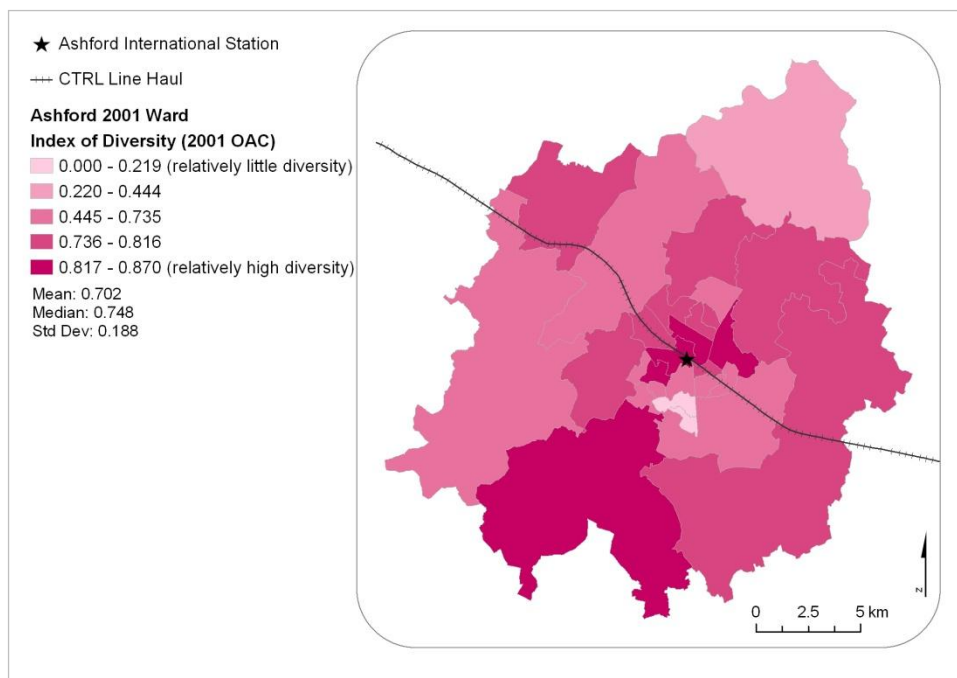 Ashford International Station
CTRL Line Haul
Ashford 2001 Ward
Index of Diversity (2001 OAC)
0.000 - 0.219 (relatively little diversity)
0.220 - 0.444
0.445 - 0.735
0.736 - 0.816
0.817 - 0.870 (relatively high diversity)
Mean: 0.702
Median: 0.748
Std Dev: 0.188
z
0 2.5 5 km